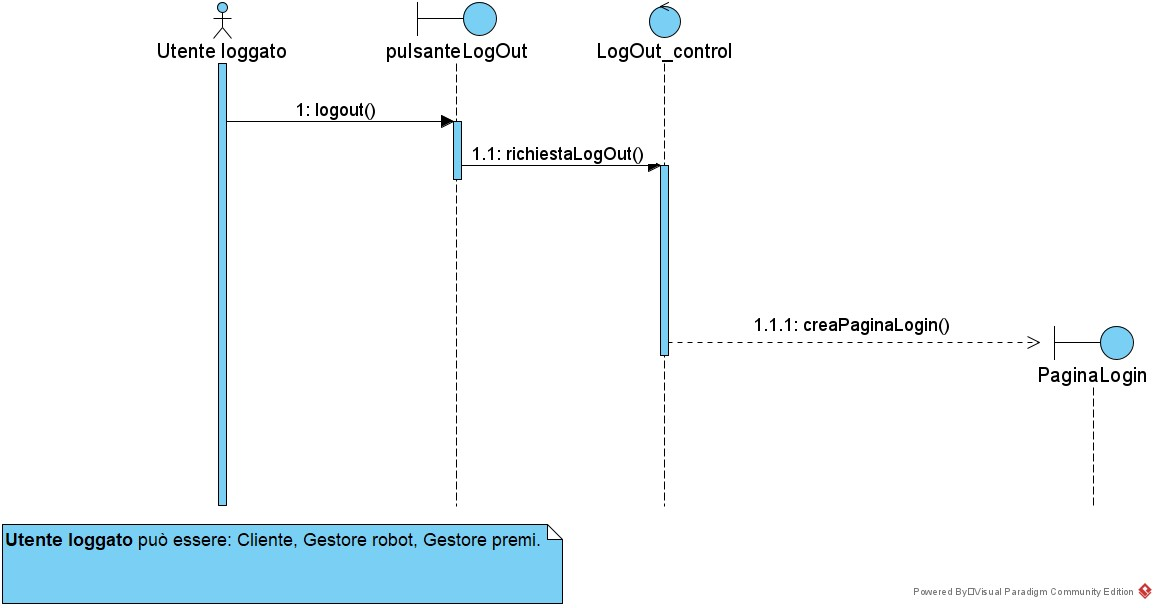 Utente loggato
pulsanteLogOut
LogOut_control
1: logout()
1.1: richiestaLogOut()
1.1.1: creaPaginaLogin()
PaginaLogin
Utente loggato può essere: Cliente, Gestore robot, Gestore premi.
Powered By□Visual Paradigm Community Edition